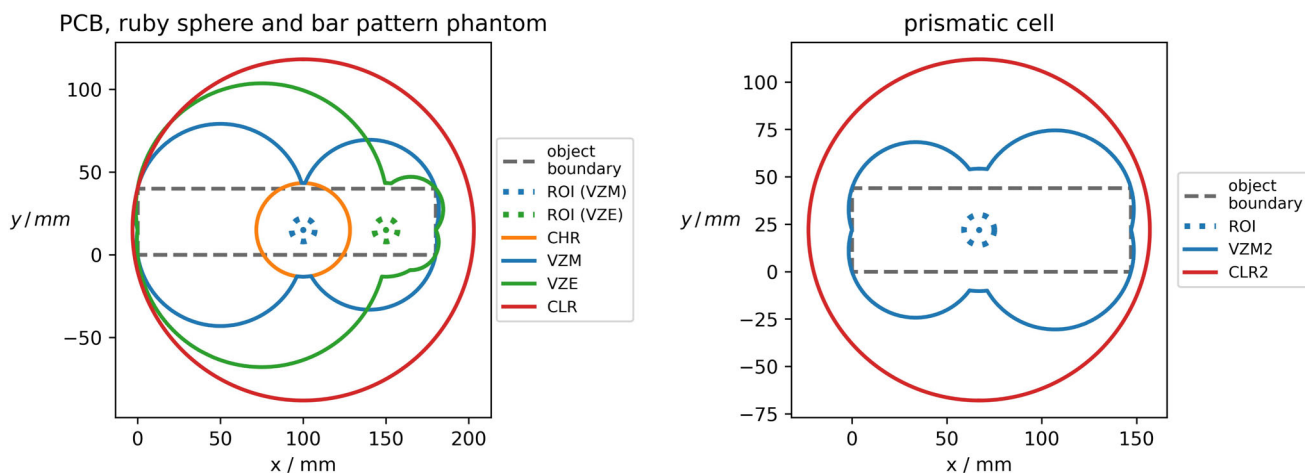 PCB, ruby sphere and bar pattern phantom
100
50
y / mm
0
−50
0
50
100
150
200
x / mm
object
boundary
ROI (VZM)
ROI (VZE)
CHR
VZM
VZE
CLR
prismatic cell
100
75
50
25
y / mm
0
−25
−50
−75
0
50
100
150
x / mm
object
boundary
ROI
VZM2
CLR2